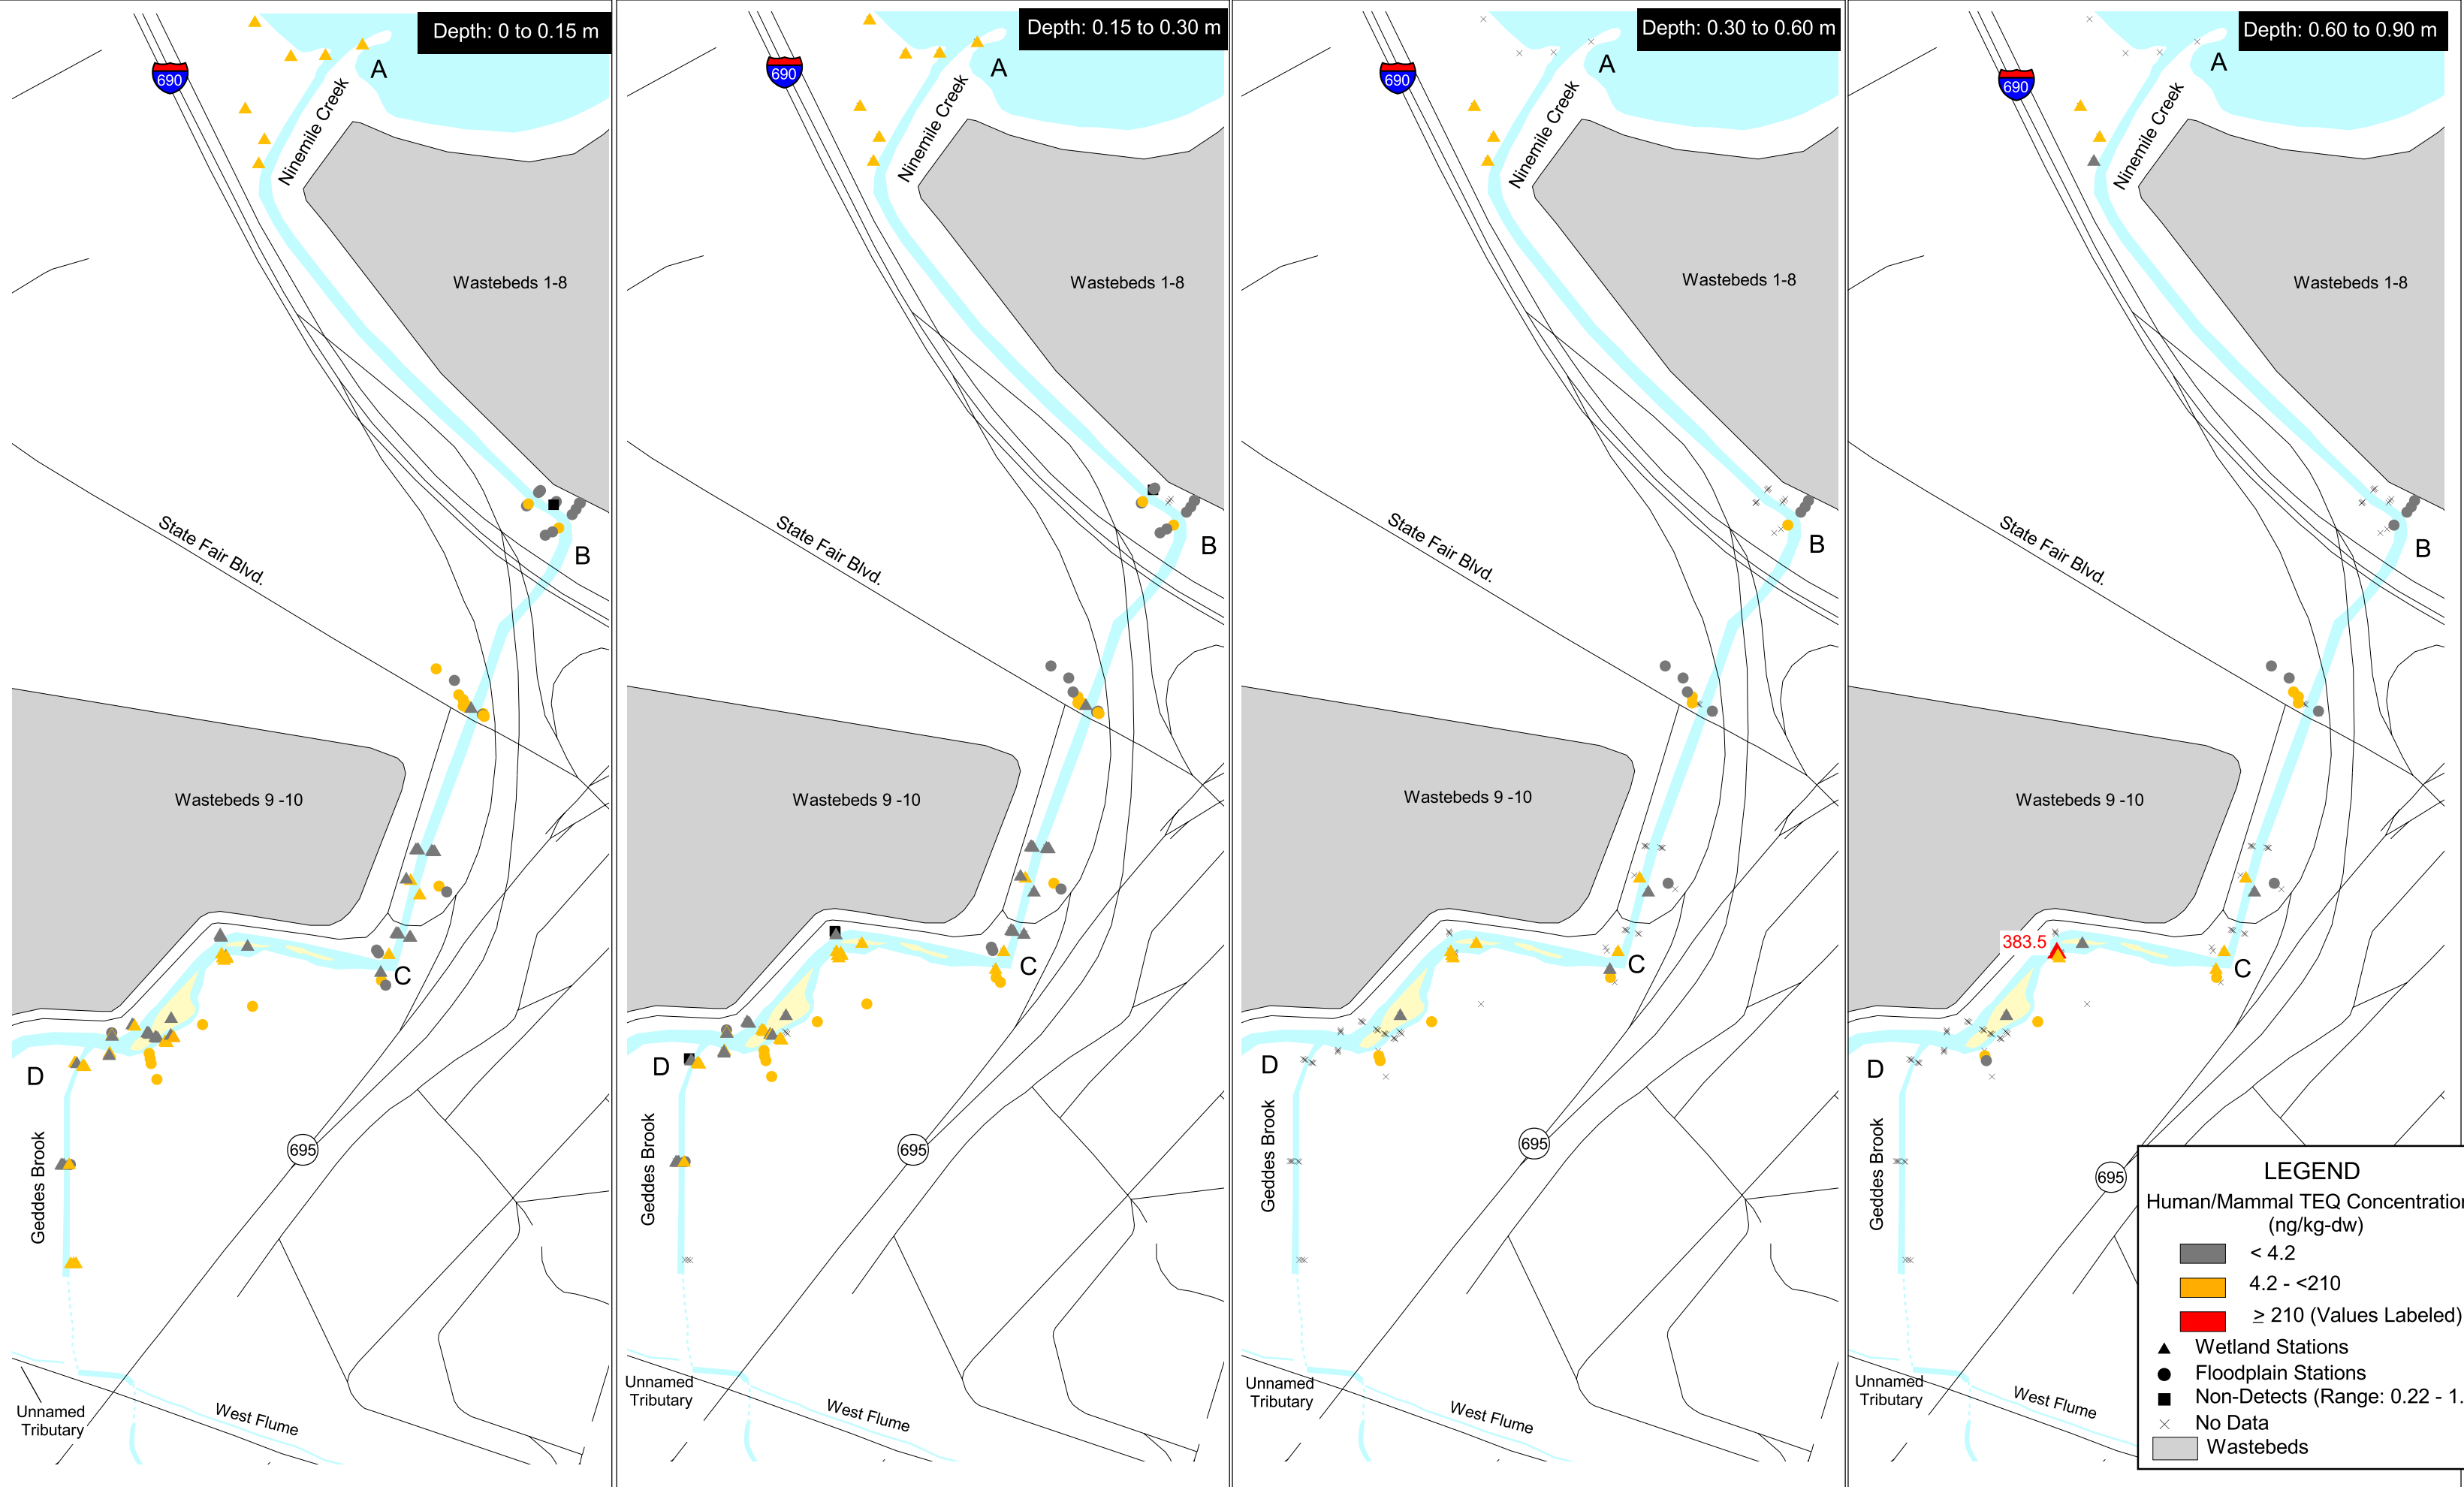 Depth: 0 to 0.15 m
690
A
Ninemile Creek
Wastebeds 1-8
B
State Fair Blvd.
Wastebeds 9 -10
C
D
695
Geddes Brook
Unnamed
Tributary
West Flume
Depth: 0.15 to 0.30 m
690
A
Ninemile Creek
Wastebeds 1-8
B
State Fair Blvd.
Wastebeds 9 -10
C
D
695
Geddes Brook
Unnamed
Tributary
West Flume
Depth: 0.30 to 0.60 m
690
A
Ninemile Creek
Wastebeds 1-8
B
State Fair Blvd.
Wastebeds 9 -10
C
D
695
Geddes Brook
Unnamed
Tributary
West Flume
Depth: 0.60 to 0.90 m
690
A
Ninemile Creek
Wastebeds 1-8
B
State Fair Blvd.
Wastebeds 9 -10
383.5
C
D
695
Geddes Brook
Unnamed
Tributary
West Flume
LEGEND
Human/Mammal TEQ Concentration
(ng/kg-dw)
< 4.2
4.2 - <210
≥ 210 (Values Labeled)
Wetland Stations
Floodplain Stations
Non-Detects (Range: 0.22 - 1.
No Data
Wastebeds